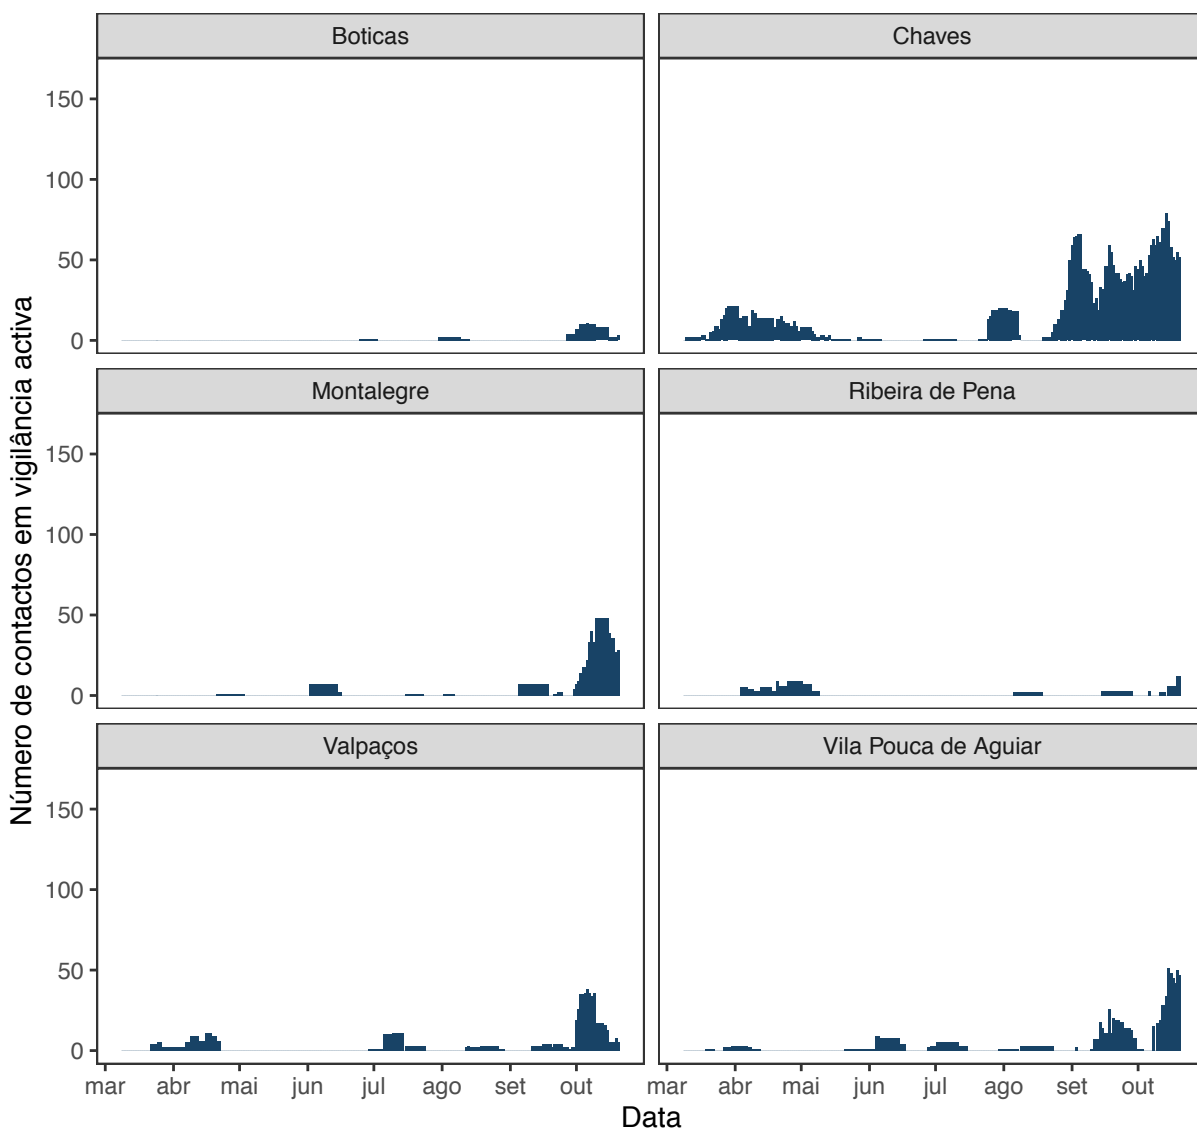 Boticas
Chaves
150
100
50
0
Montalegre
Ribeira de Pena
150
100
50
0
Valpaços
Vila Pouca de Aguiar
150
100
50
0
mar abr mai jun jul ago set out
mar abr mai jun jul ago set out
Data
Número de contactos em vigilância activa